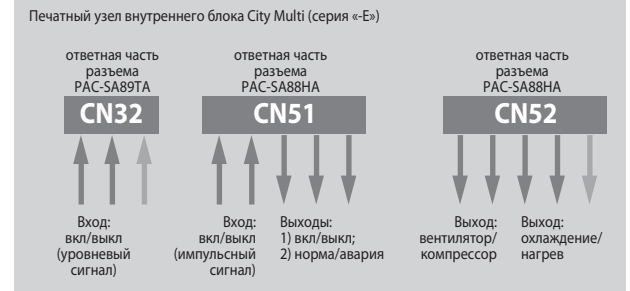 Печатный узел внутреннего блока City Multi (серия «-E»)
ответная часть
разъема
PAC-SA89TA
CN32
Вход:
вкл/выкл
(уровневый
сигнал)
ответная часть
разъема
PAC-SA88HA
CN51
Вход:
вкл/выкл
(импульсный
сигнал)
Выходы:
1) вкл/выкл;
2) норма/авария
ответная часть
разъема
PAC-SA88HA
CN52
Выход:
вентилятор/
компрессор
Выход:
охлаждение/
нагрев